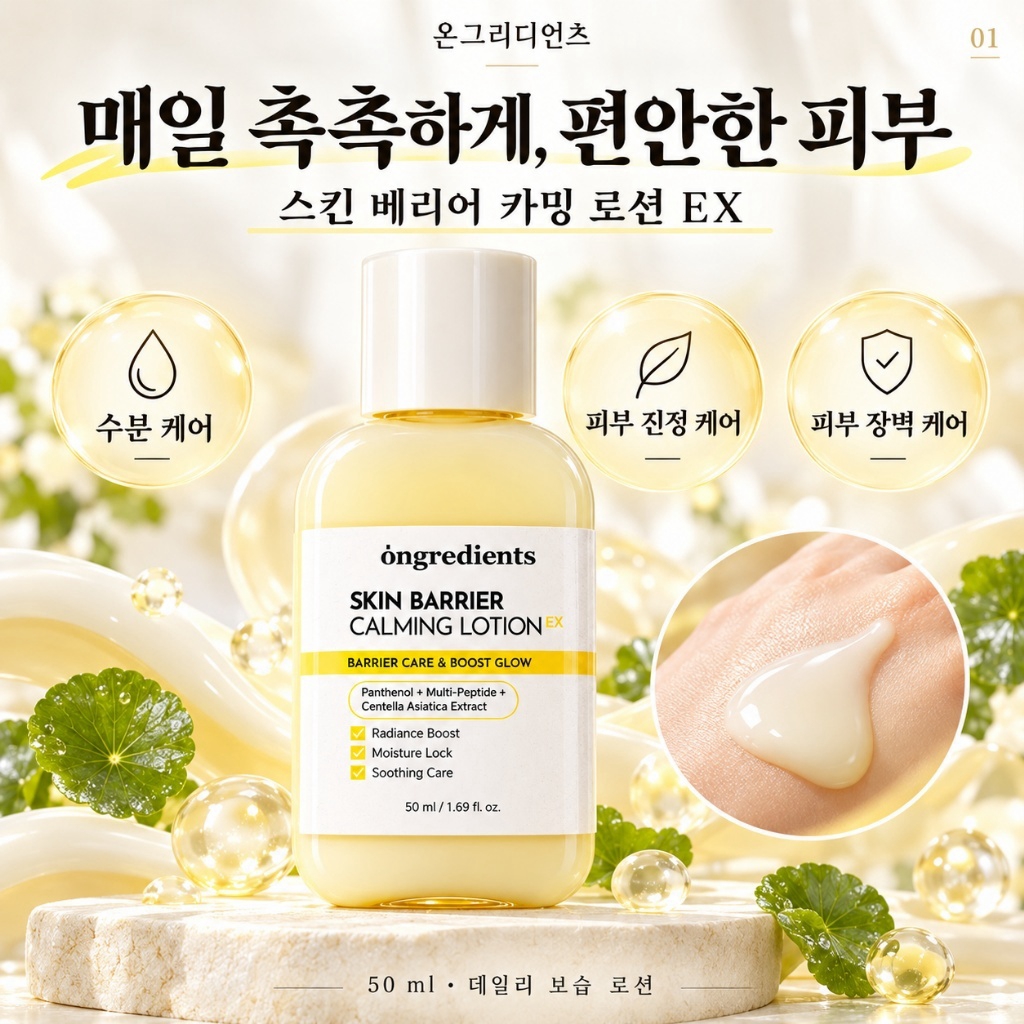 온그리디언츠
01
매일 촉촉하게, 편안한 피부
스킨 베리어 카밍 로션 EX
수분 케어
피부 진정 케어
피부 장벽 케어
ongredients
SKIN BARRIER
CALMING LOTION EX
BARRIER CARE & BOOST GLOW
Panthenol + Multi-Peptide +
Centella Asiatica Extract
Radiance Boost
Moisture Lock
Soothing Care
50 ml / 1.69 fl. oz.
50 ml • 데일리 보습 로션